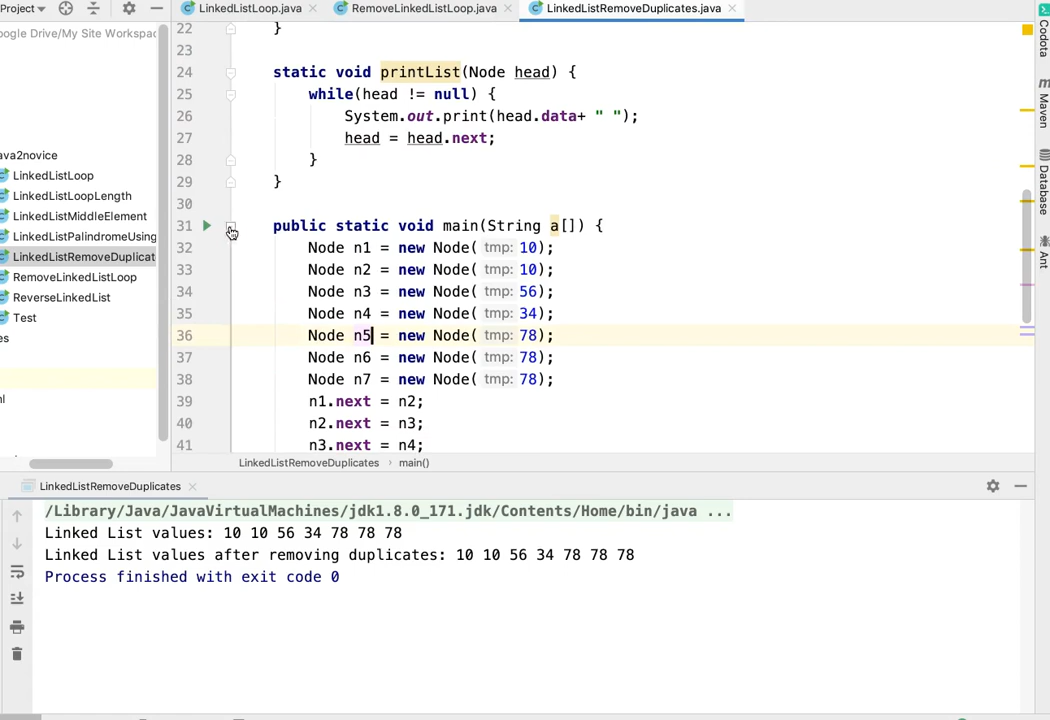 Project
LinkedListLoop.java
RemoveLinkedListLoop.java
LinkedListRemoveDuplicates.java
oogle Drive/My Site Workspac
ava2novice
LinkedListLoop
LinkedListLoopLength
LinkedListMiddleElement
LinkedListPalindromeUsing
LinkedListRemoveDuplicat
RemoveLinkedListLoop
ReverseLinkedList
Test
es
ml
22 }
23
24 static void printList(Node head) {
25 while(head != null) {
26 System.out.print(head.data+ " ");
27 head = head.next;
28 }
29 }
30
31 public static void main(String a[]) {
32 Node n1 = new Node( tmp: 10);
33 Node n2 = new Node( tmp: 10);
34 Node n3 = new Node( tmp: 56);
35 Node n4 = new Node( tmp: 34);
36 Node n5 = new Node( tmp: 78);
37 Node n6 = new Node( tmp: 78);
38 Node n7 = new Node( tmp: 78);
39 n1.next = n2;
40 n2.next = n3;
41 n3.next = n4;
LinkedListRemoveDuplicates › main()
Codota
Maven
Database
Ant
LinkedListRemoveDuplicates
/Library/Java/JavaVirtualMachines/jdk1.8.0_171.jdk/Contents/Home/bin/java ...
Linked List values: 10 10 56 34 78 78 78
Linked List values after removing duplicates: 10 10 56 34 78 78 78
Process finished with exit code 0